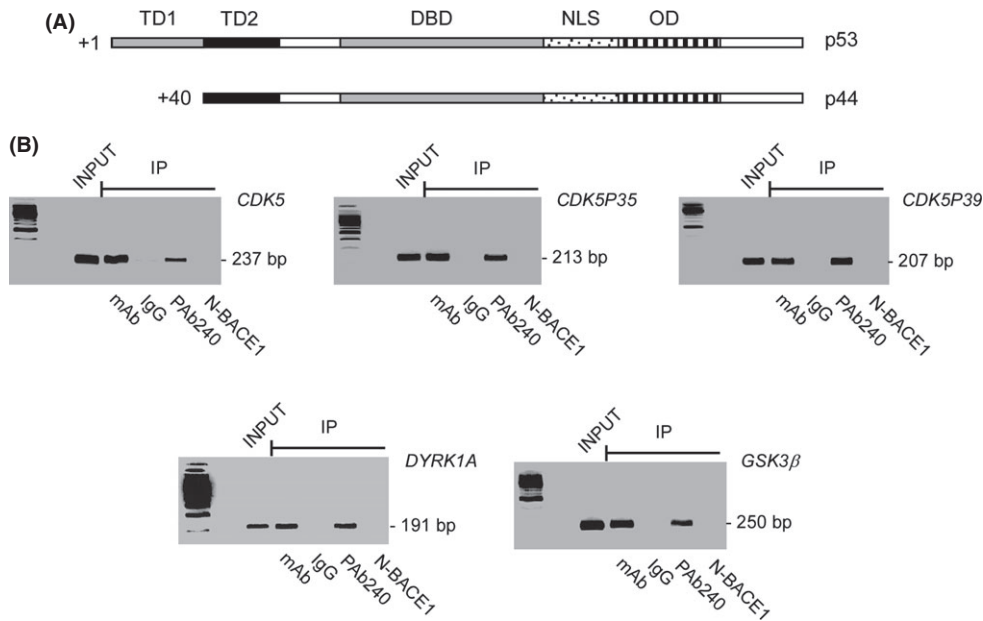 (A)
TD1 TD2 DBD NLS OD
+1 p53
+40 p44
(B)
INPUT IP CDK5
- 237 bp
mAb IgG PAb240 N-BACE1
INPUT IP CDK5P35
- 213 bp
mAb IgG PAb240 N-BACE1
INPUT IP CDK5P39
- 207 bp
mAb IgG PAb240 N-BACE1
INPUT IP DYRK1A
- 191 bp
mAb IgG PAb240 N-BACE1
INPUT IP GSK3β
- 250 bp
mAb IgG PAb240 N-BACE1